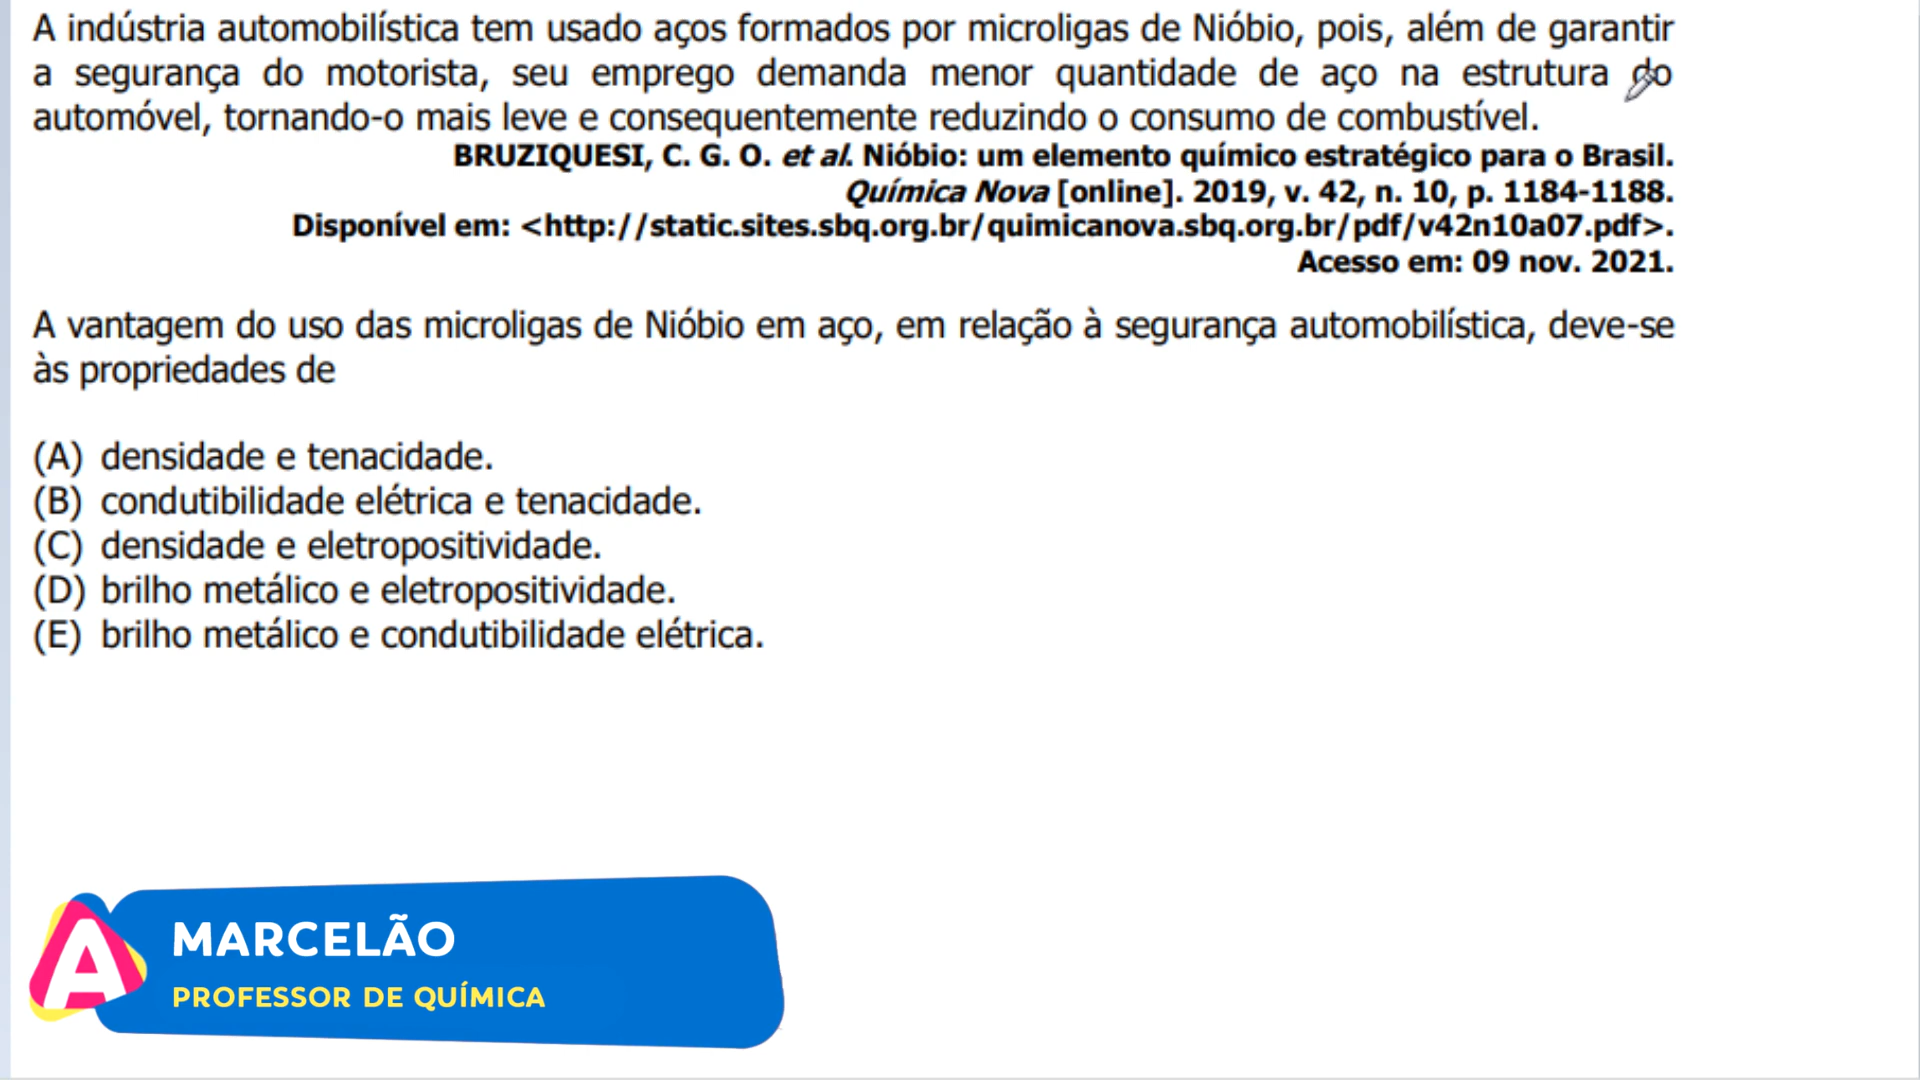 A indústria automobilística tem usado aços formados por microligas de Nióbio, pois, além de garantir
a segurança do motorista, seu emprego demanda menor quantidade de aço na estrutura do
automóvel, tornando-o mais leve e consequentemente reduzindo o consumo de combustível.
BRUZIQUESI, C. G. O. et al. Nióbio: um elemento químico estratégico para o Brasil.
Química Nova [online]. 2019, v. 42, n. 10, p. 1184-1188.
Disponível em: <http://static.sites.sbq.org.br/quimicanova.sbq.org.br/pdf/v42n10a07.pdf>.
Acesso em: 09 nov. 2021.
A vantagem do uso das microligas de Nióbio em aço, em relação à segurança automobilística, deve-se
às propriedades de
(A) densidade e tenacidade.
(B) condutibilidade elétrica e tenacidade.
(C) densidade e eletropositividade.
(D) brilho metálico e eletropositividade.
(E) brilho metálico e condutibilidade elétrica.
A
MARCELÃO
PROFESSOR DE QUÍMICA